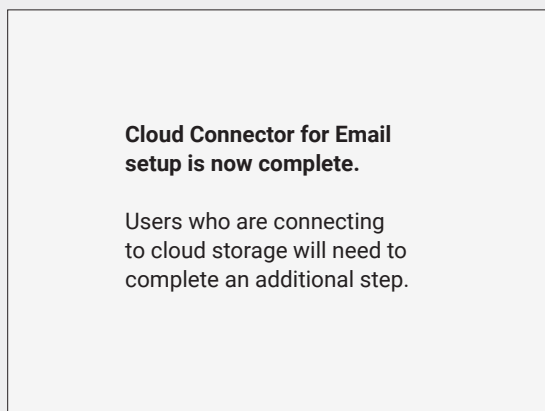 Cloud Connector for Email
setup is now complete.
Users who are connecting
to cloud storage will need to
complete an additional step.